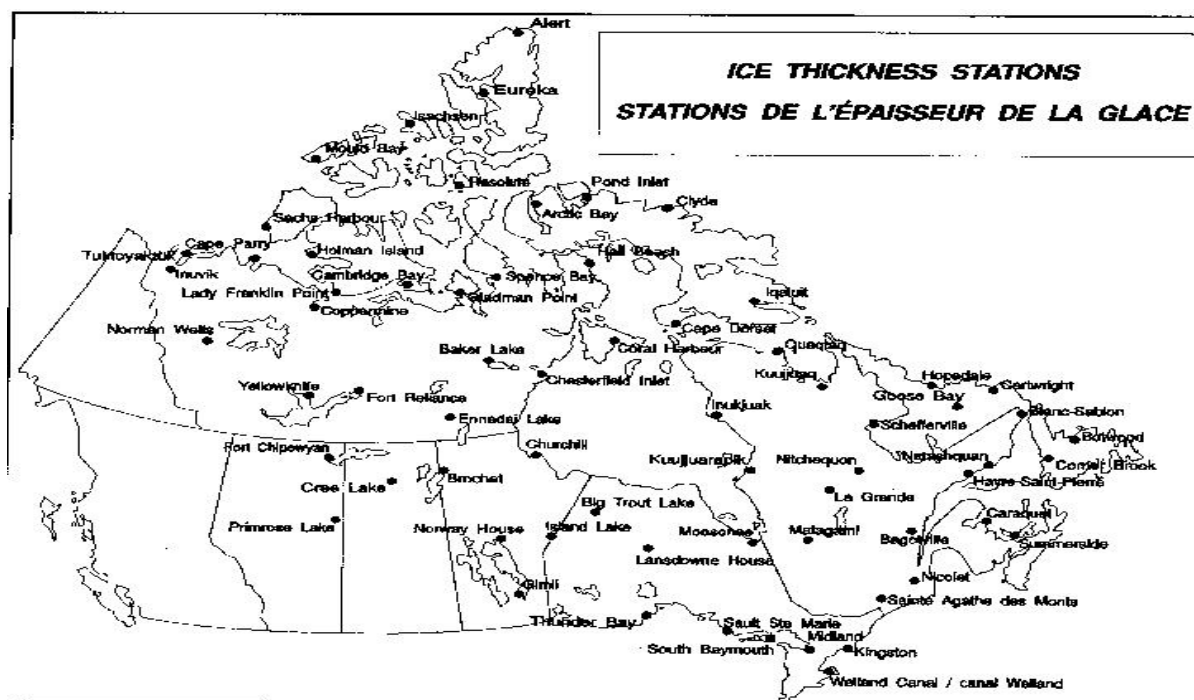 Alert
ICE THICKNESS STATIONS
STATIONS DE L'ÉPAISSEUR DE LA GLACE
Eureka
Isachsen
Mould Bay
Resolute
Pond Inlet
Arctic Bay
Clyde
Sachs Harbour
Cape Parry
Tuktoyaktuk
Holman Island
Hall Beach
Inuvik
Cambridge Bay
Spence Bay
Lady Franklin Point
Gladman Point
Iqaluit
Coppermine
Norman Wells
Cape Dorset
Coral Harbour
Quaqtaq
Baker Lake
Chesterfield Inlet
Kuujjuaq
Hopedale
Cartwright
Yellowknife
Fort Reliance
Goose Bay
Ennadai Lake
Inukjuak
Blanc-Sablon
Schefferville
Churchill
Botwood
Fort Chipewyan
Kuujjuarapik
Nitchequon
Natashquan
Corner Brook
Brochet
Havre-Saint-Pierre
Cree Lake
La Grande
Big Trout Lake
Caraquet
Primrose Lake
Norway House
Island Lake
Moosonee
Matagami
Bagotville
Summerside
Lansdowne House
Gimli
Nicolet
Sainte Agathe des Monts
Thunder Bay
Sault Ste Marie
South Baymouth
Midland
Kingston
Welland Canal / canal Welland